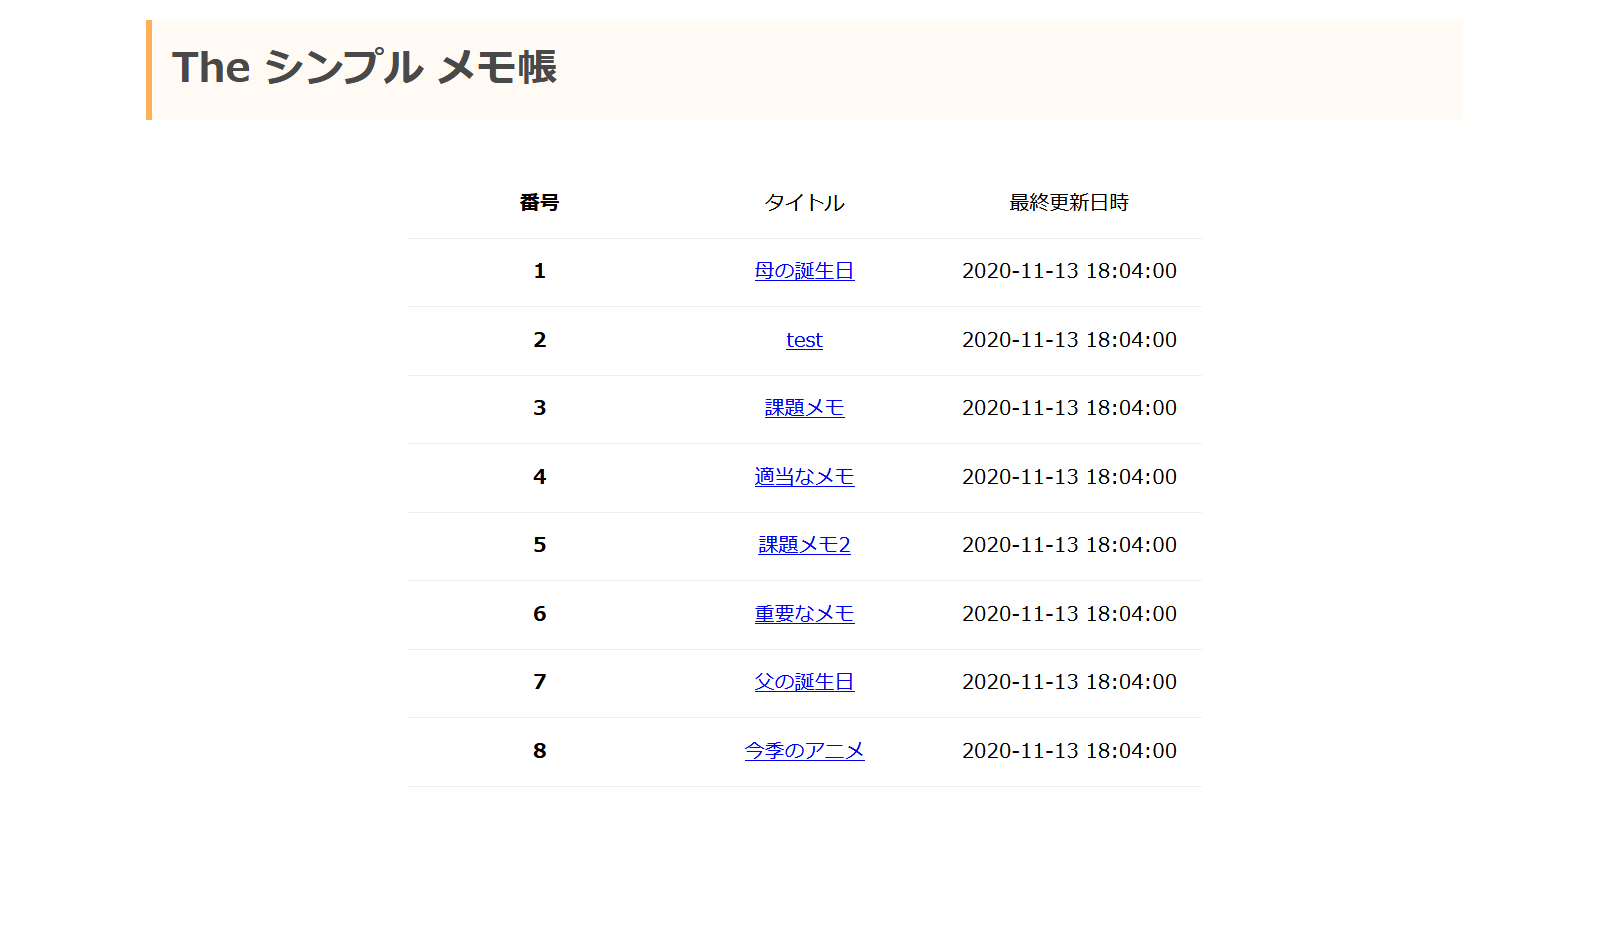 The シンプル メモ帳
番号 タイトル 最終更新日時
1 母の誕生日 2020-11-13 18:04:00
2 test 2020-11-13 18:04:00
3 課題メモ 2020-11-13 18:04:00
4 適当なメモ 2020-11-13 18:04:00
5 課題メモ2 2020-11-13 18:04:00
6 重要なメモ 2020-11-13 18:04:00
7 父の誕生日 2020-11-13 18:04:00
8 今季のアニメ 2020-11-13 18:04:00